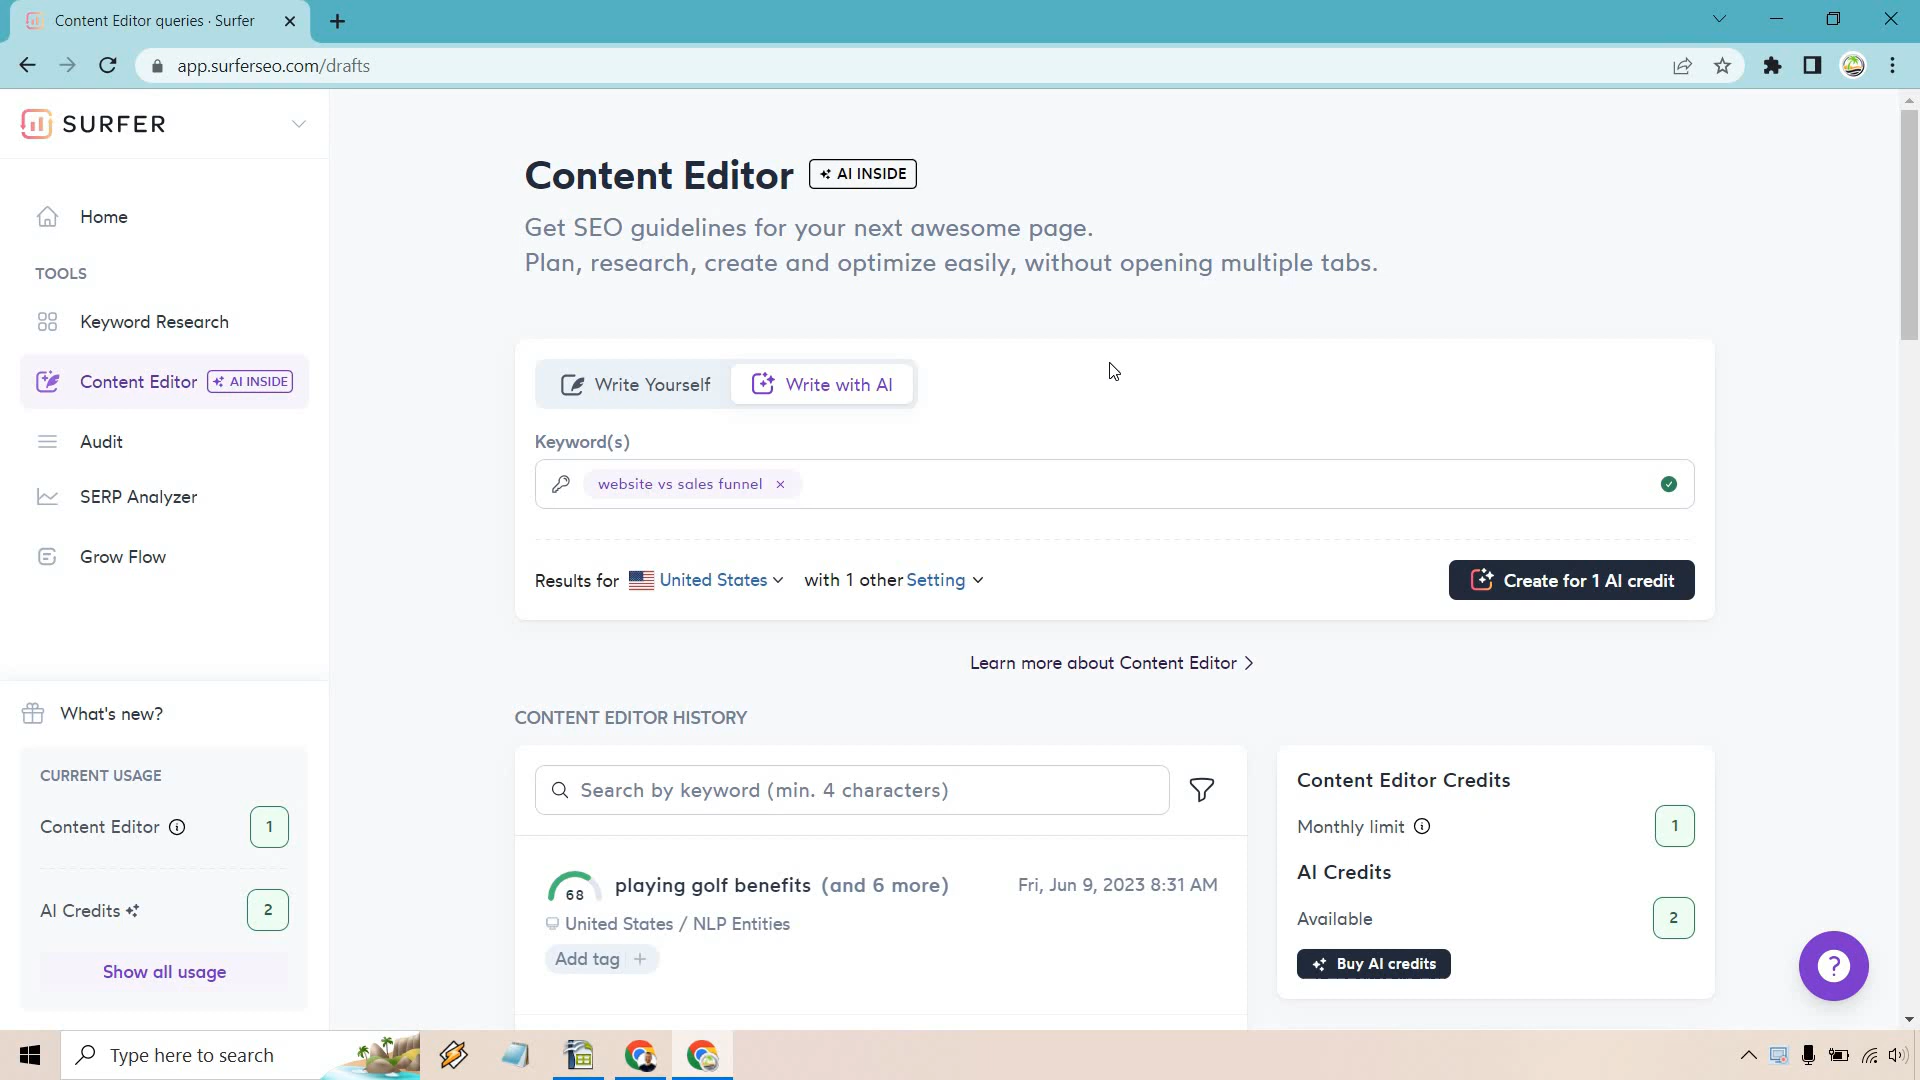 Content Editor queries · Surfer
app.surferseo.com/drafts
SURFER
Home
TOOLS
Keyword Research
Content Editor AI INSIDE
Audit
SERP Analyzer
Grow Flow
What's new?
CURRENT USAGE
Content Editor 1
AI Credits 2
Show all usage
Content Editor AI INSIDE
Get SEO guidelines for your next awesome page.
Plan, research, create and optimize easily, without opening multiple tabs.
Write Yourself Write with AI
Keyword(s)
website vs sales funnel
Results for United States with 1 other Setting
Create for 1 AI credit
Learn more about Content Editor
CONTENT EDITOR HISTORY
Search by keyword (min. 4 characters)
68 playing golf benefits (and 6 more) Fri, Jun 9, 2023 8:31 AM
United States / NLP Entities
Add tag +
Content Editor Credits
Monthly limit 1
AI Credits
Available 2
Buy AI credits
?
Type here to search